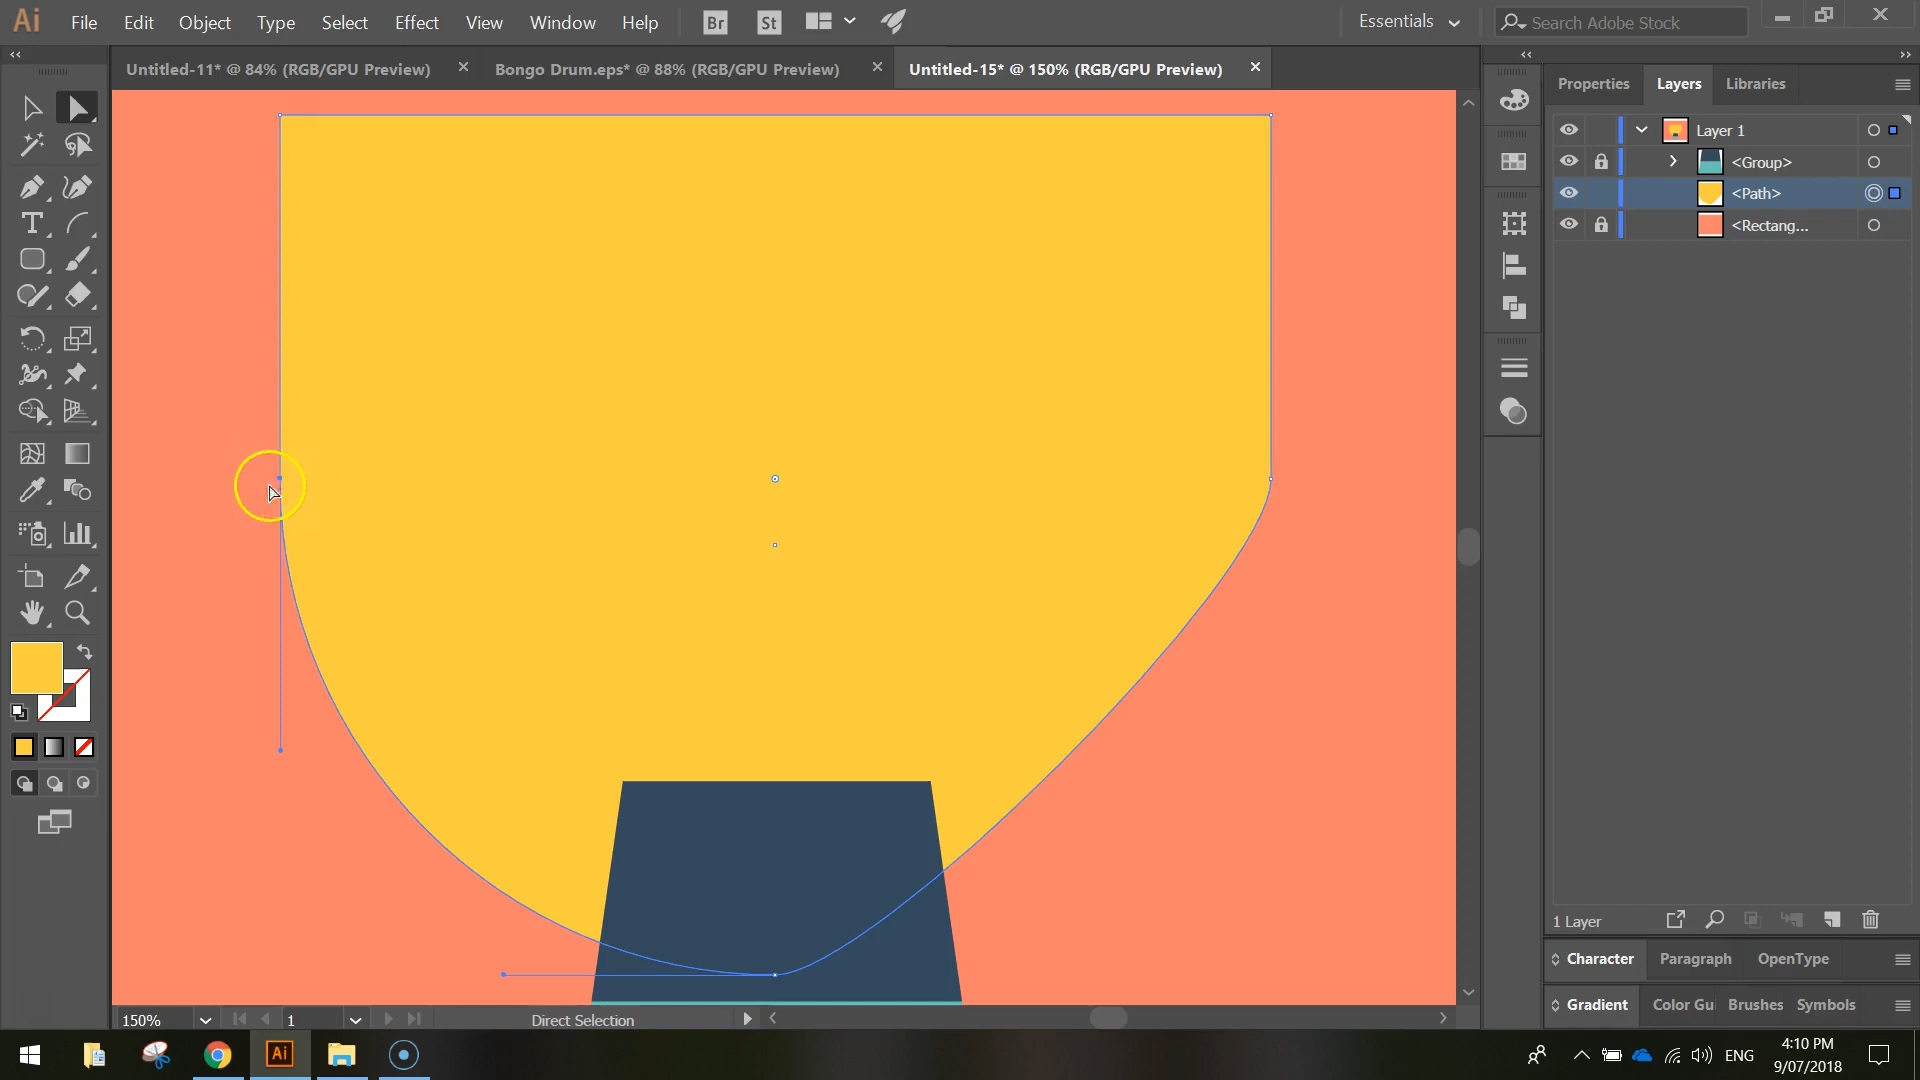 Ai File Edit Object Type Select Effect View Window Help Br St Essentials Search Adobe Stock
Untitled-11* @ 84% (RGB/GPU Preview) Bongo Drum.eps* @ 88% (RGB/GPU Preview) Untitled-15* @ 150% (RGB/GPU Preview)
Properties Layers Libraries
Layer 1
<Group>
<Path>
<Rectang...
1 Layer
Character Paragraph OpenType
Gradient Color Gu Brushes Symbols
150% 1 Direct Selection
Ai ENG 4:10 PM
9/07/2018